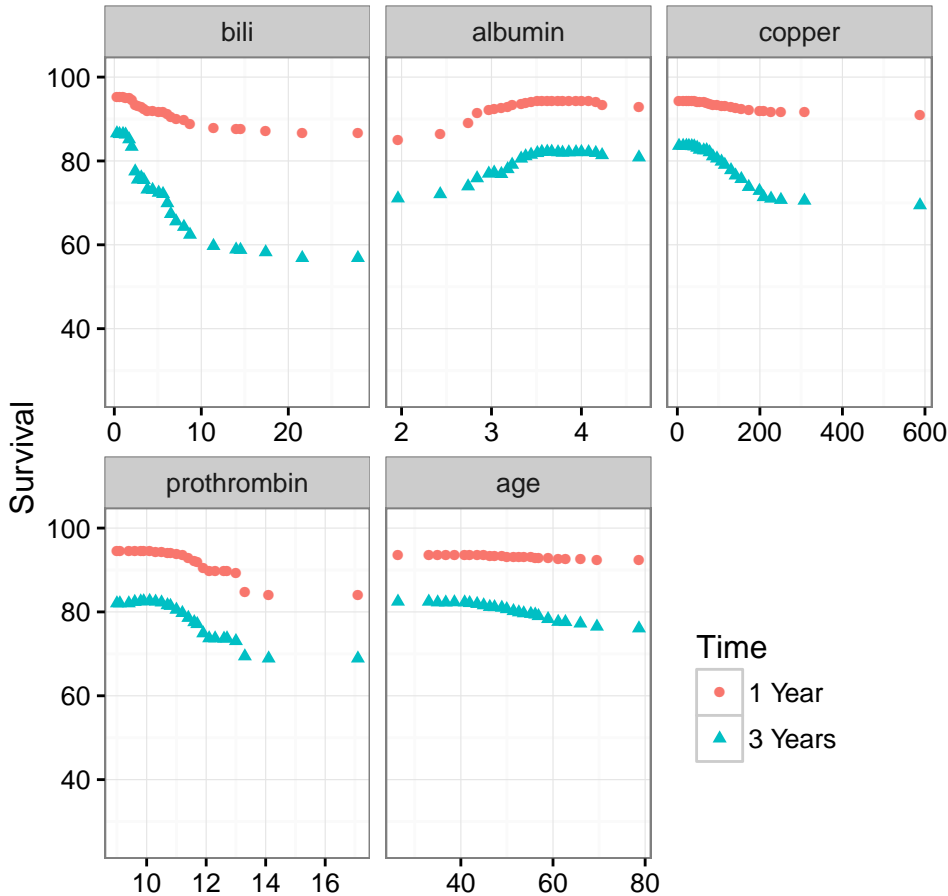 bili albumin copper
100
80
60
40
0 10 20 2 3 4 0 200 400 600
Survival
prothrombin age
100
80
60
40
10 12 14 16 40 60 80
Time
1 Year
3 Years